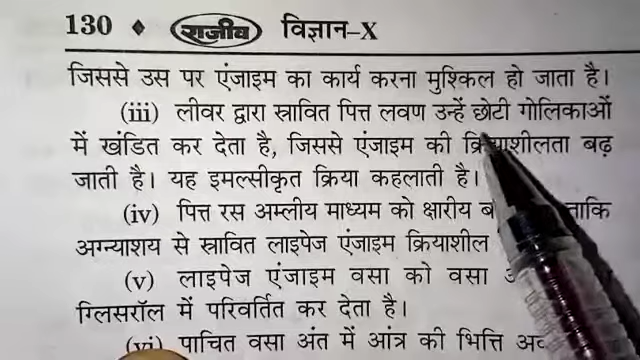 130 ♦ राजीव विज्ञान–X
जिससे उस पर एंजाइम का कार्य करना मुश्किल हो जाता है।
(iii) लीवर द्वारा स्रावित पित्त लवण उन्हें छोटी गोलिकाओं
में खंडित कर देता है, जिससे एंजाइम की क्रियाशीलता बढ़
जाती है। यह इमल्सीकृत क्रिया कहलाती है।
(iv) पित्त रस अम्लीय माध्यम को क्षारीय ताकि
अग्न्याशय से स्रावित लाइपेज एंजाइम क्रियाशील
(v) लाइपेज एंजाइम वसा को वसा
ग्लिसरॉल में परिवर्तित कर देता है।
(vi) पाचित वसा अंत में आंत्र की भित्ति